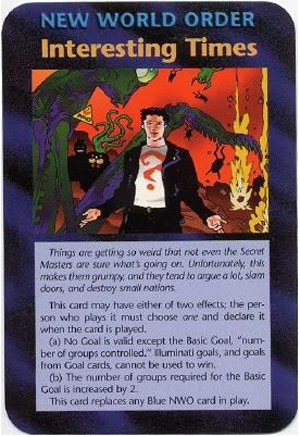 NEW WORLD ORDER
Interesting Times
?
Things are getting so weird that not even the Secret
Masters are sure what's going on. Unfortunately, this
makes them grumpy, and they tend to argue a lot, slam
doors, and destroy small nations.
This card may have either of two effects; the per-
son who plays it must choose one and declare it
when the card is played.
(a) No Goal is valid except the Basic Goal, "num-
ber of groups controlled." Illuminati goals, and goals
from Goal cards, cannot be used to win.
(b) The number of groups required for the Basic
Goal is increased by 2.
This card replaces any Blue NWO card in play.